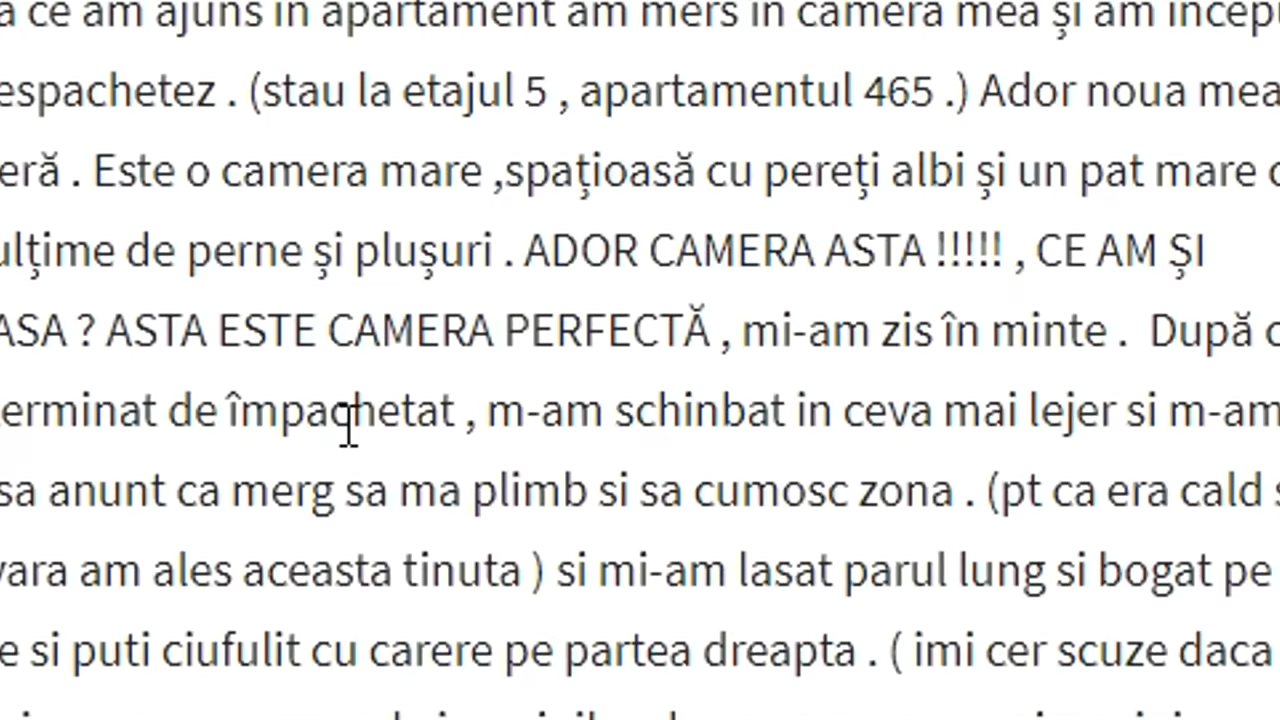 a ce am ajuns în apartament am mers în camera mea și am încep
espachetez . (stau la etajul 5 , apartamentul 465 .) Ador noua mea
eră . Este o camera mare ,spațioasă cu pereți albi și un pat mare c
ulțime de perne și plușuri . ADOR CAMERA ASTA !!!!! , CE AM ȘI
ASA ? ASTA ESTE CAMERA PERFECTĂ , mi-am zis în minte .  După c
erminat de împachetat , m-am schinbat in ceva mai lejer si m-am
sa anunt ca merg sa ma plimb si sa cumosc zona . (pt ca era cald s
vara am ales aceasta tinuta ) si mi-am lasat parul lung si bogat pe
e si puti ciufulit cu carere pe partea dreapta . ( imi cer scuze daca